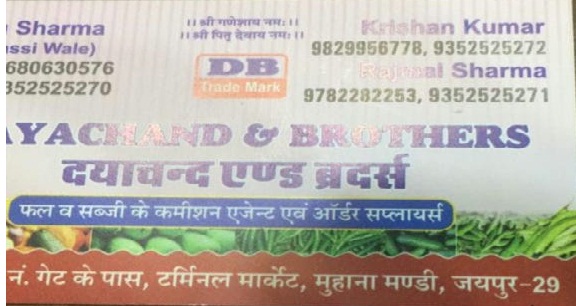 Sharma
ssi Wale)
680630576
352525270
।। श्री गणेशाय नमः।।
।। श्री पितृ देवाय नमः।।
DB
Trade Mark
Krishan Kumar
9829956778, 9352525272
Rajmal Sharma
9782282253, 9352525271
AYACHAND & BROTHERS
दयाचन्द एण्ड ब्रदर्स
फल व सब्जी के कमीशन एजेन्ट एवं ऑर्डर सप्लायर्स
नं. गेट के पास, टर्मिनल मार्केट, मुहाना मण्डी, जयपुर-29